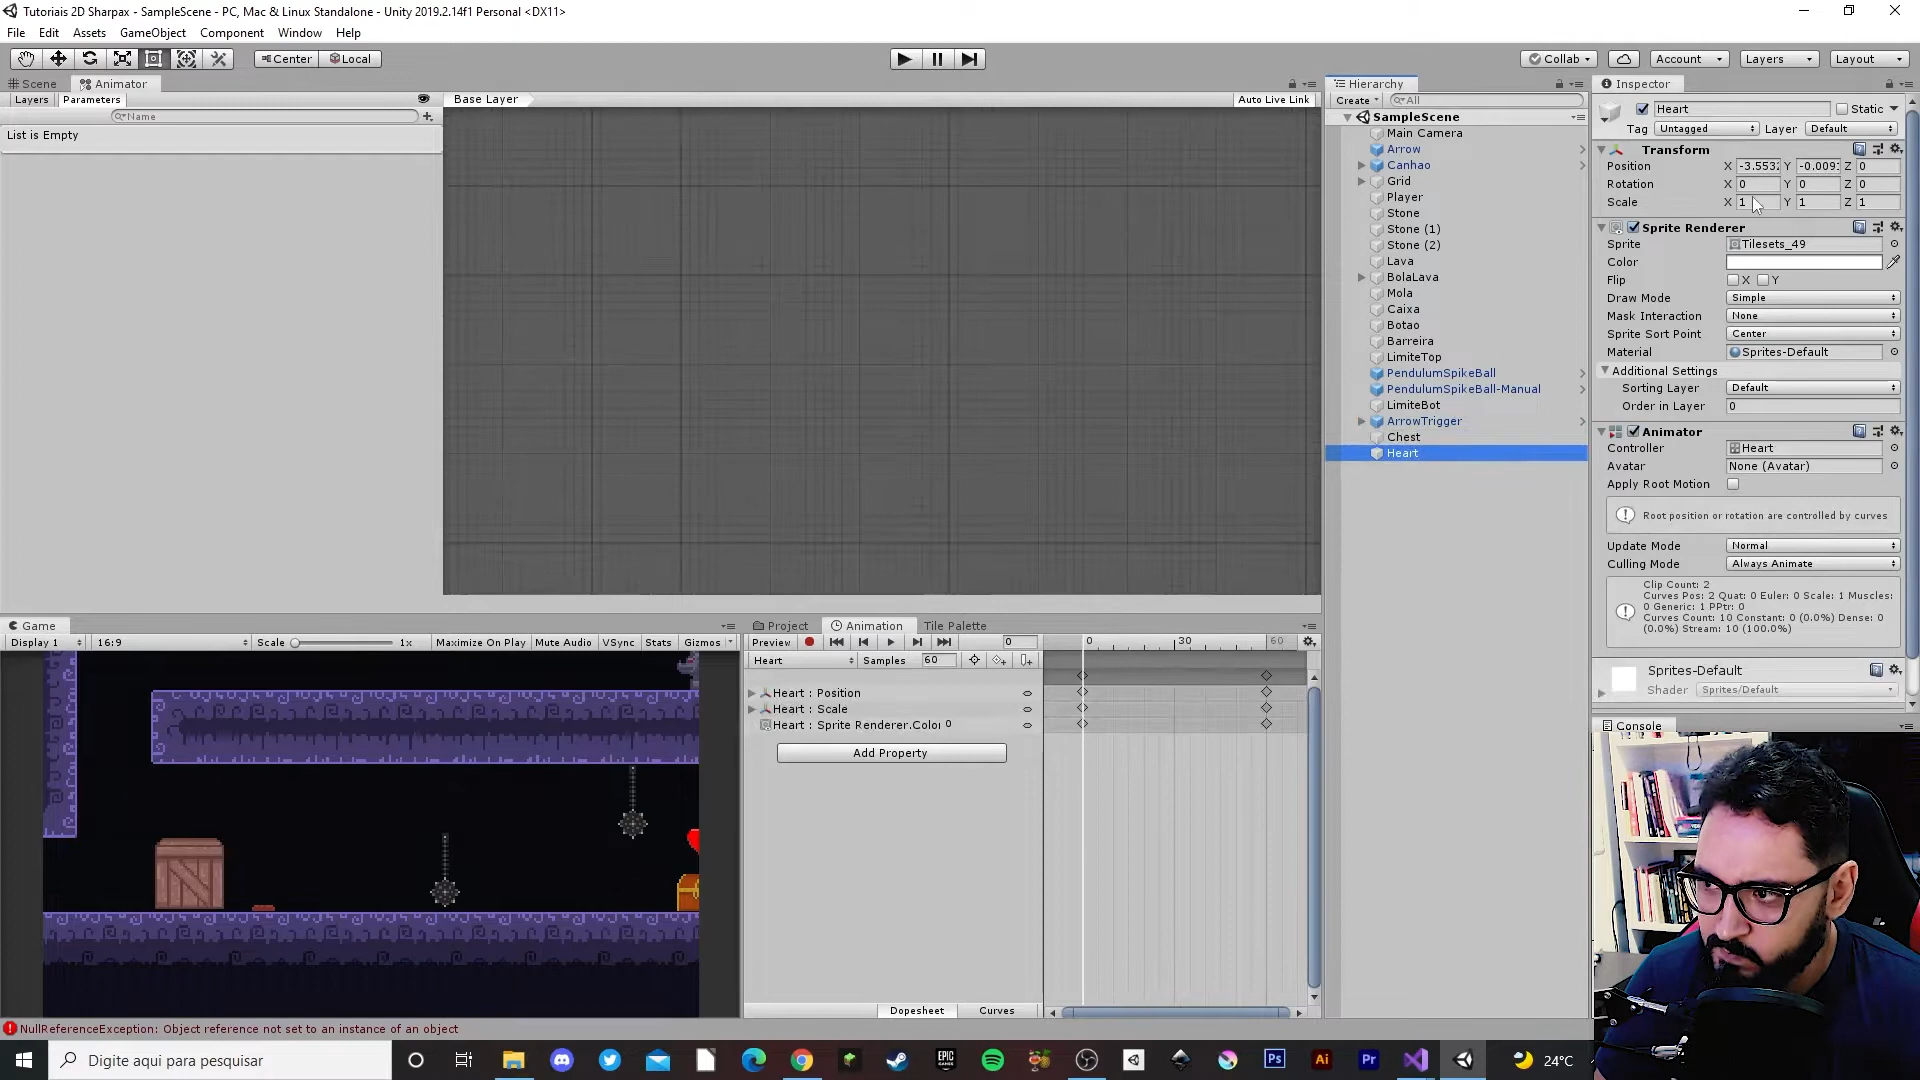 Tutoriais 2D Sharpax - SampleScene - PC, Mac & Linux Standalone - Unity 2019.2.14f1 Personal <DX11>
File Edit Assets GameObject Component Window Help
Center Local Collab Account Layers Layout
Scene Animator
Layers Parameters Base Layer Auto Live Link
Name
List is Empty
Hierarchy
Create All
SampleScene
Main Camera
Arrow
Canhao
Grid
Player
Stone
Stone (1)
Stone (2)
Lava
BolaLava
Mola
Caixa
Botao
Barreira
LimiteTop
PendulumSpikeBall
PendulumSpikeBall-Manual
LimiteBot
ArrowTrigger
Chest
Heart
Inspector
Heart Static
Tag Untagged Layer Default
Transform
Position X -3.553 Y -0.009 Z 0
Rotation X 0 Y 0 Z 0
Scale X 1 Y 1 Z 1
Sprite Renderer
Sprite Tilesets_49
Color
Flip X Y
Draw Mode Simple
Mask Interaction None
Sprite Sort Point Center
Material Sprites-Default
Additional Settings
Sorting Layer Default
Order in Layer 0
Animator
Controller Heart
Avatar None (Avatar)
Apply Root Motion
Root position or rotation are controlled by curves
Update Mode Normal
Culling Mode Always Animate
Clip Count: 2
Curves Pos: 2 Quat: 0 Euler: 0 Scale: 1 Muscles:
0 Generic: 1 PPtr: 0
Curves Count: 10 Constant: 0 (0.0%) Dense: 0
(0.0%) Stream: 10 (100.0%)
Sprites-Default
Shader Sprites/Default
Console
Game
Display 1 16:9 Scale 1x Maximize On Play Mute Audio VSync Stats Gizmos
Project Animation Tile Palette
Preview 0 0 30 60
Heart Samples 60
Heart : Position
Heart : Scale
Heart : Sprite Renderer.Color 0
Add Property
Dopesheet Curves
NullReferenceException: Object reference not set to an instance of an object
Digite aqui para pesquisar
EPIC GAMES
Ps Ai Pr
24°C